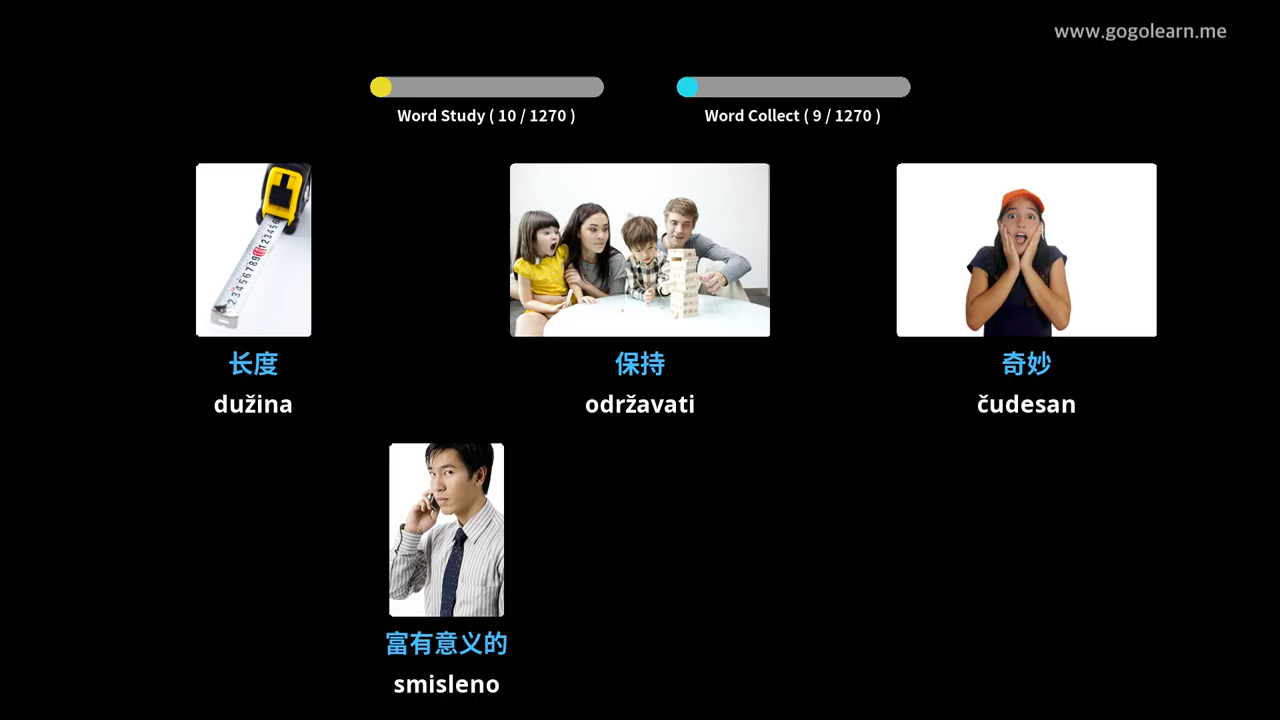 www.gogolearn.me
Word Study ( 10 / 1270 )
Word Collect ( 9 / 1270 )
长度
dužina
保持
održavati
奇妙
čudesan
富有意义的
smisleno